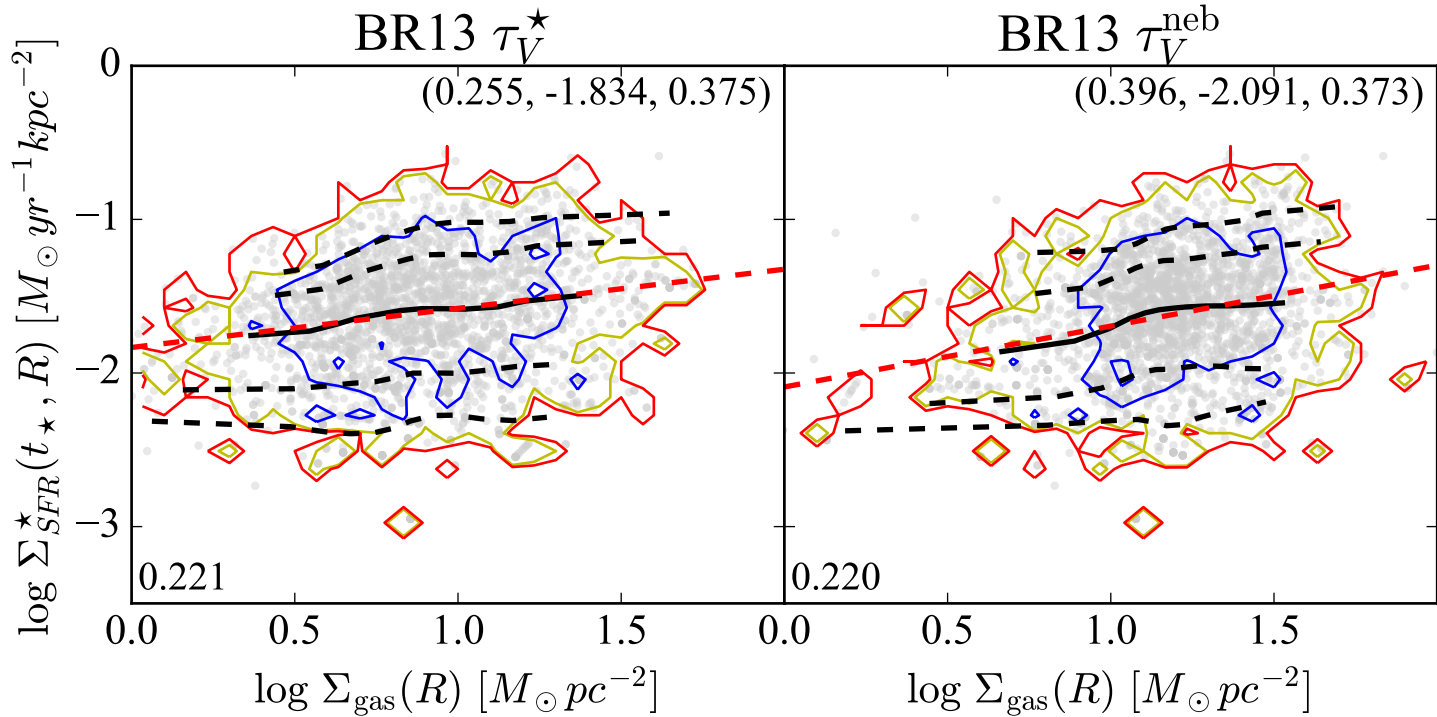 BR13 τ_V^★
BR13 τ_V^neb
log Σ^★_SFR(t_★, R) [M_⊙ yr^−1 kpc^−2]
0
−1
−2
−3
(0.255, -1.834, 0.375)
0.221
(0.396, -2.091, 0.373)
0.220
0.0 0.5 1.0 1.5 0.0 0.5 1.0 1.5
log Σ_gas(R) [M_⊙ pc^−2]
log Σ_gas(R) [M_⊙ pc^−2]